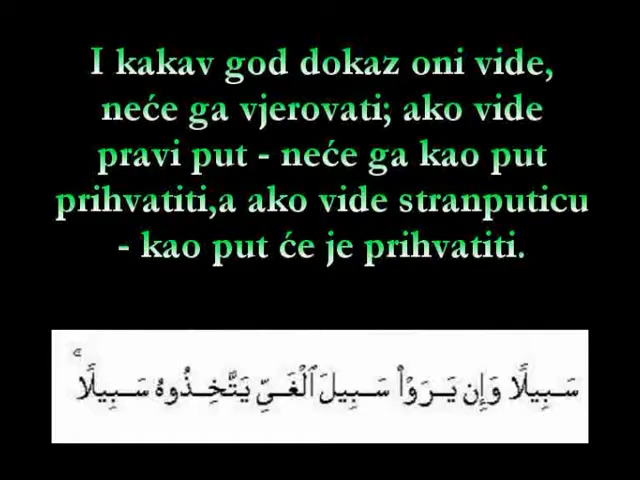 I kakav god dokaz oni vide,
neće ga vjerovati; ako vide
pravi put - neće ga kao put
prihvatiti,a ako vide stranputicu
- kao put će je prihvatiti.
سَبِيلًا وَإِن يَرَوْا۟ سَبِيلَ ٱلْغَىِّ يَتَّخِذُوهُ سَبِيلًا ۚ